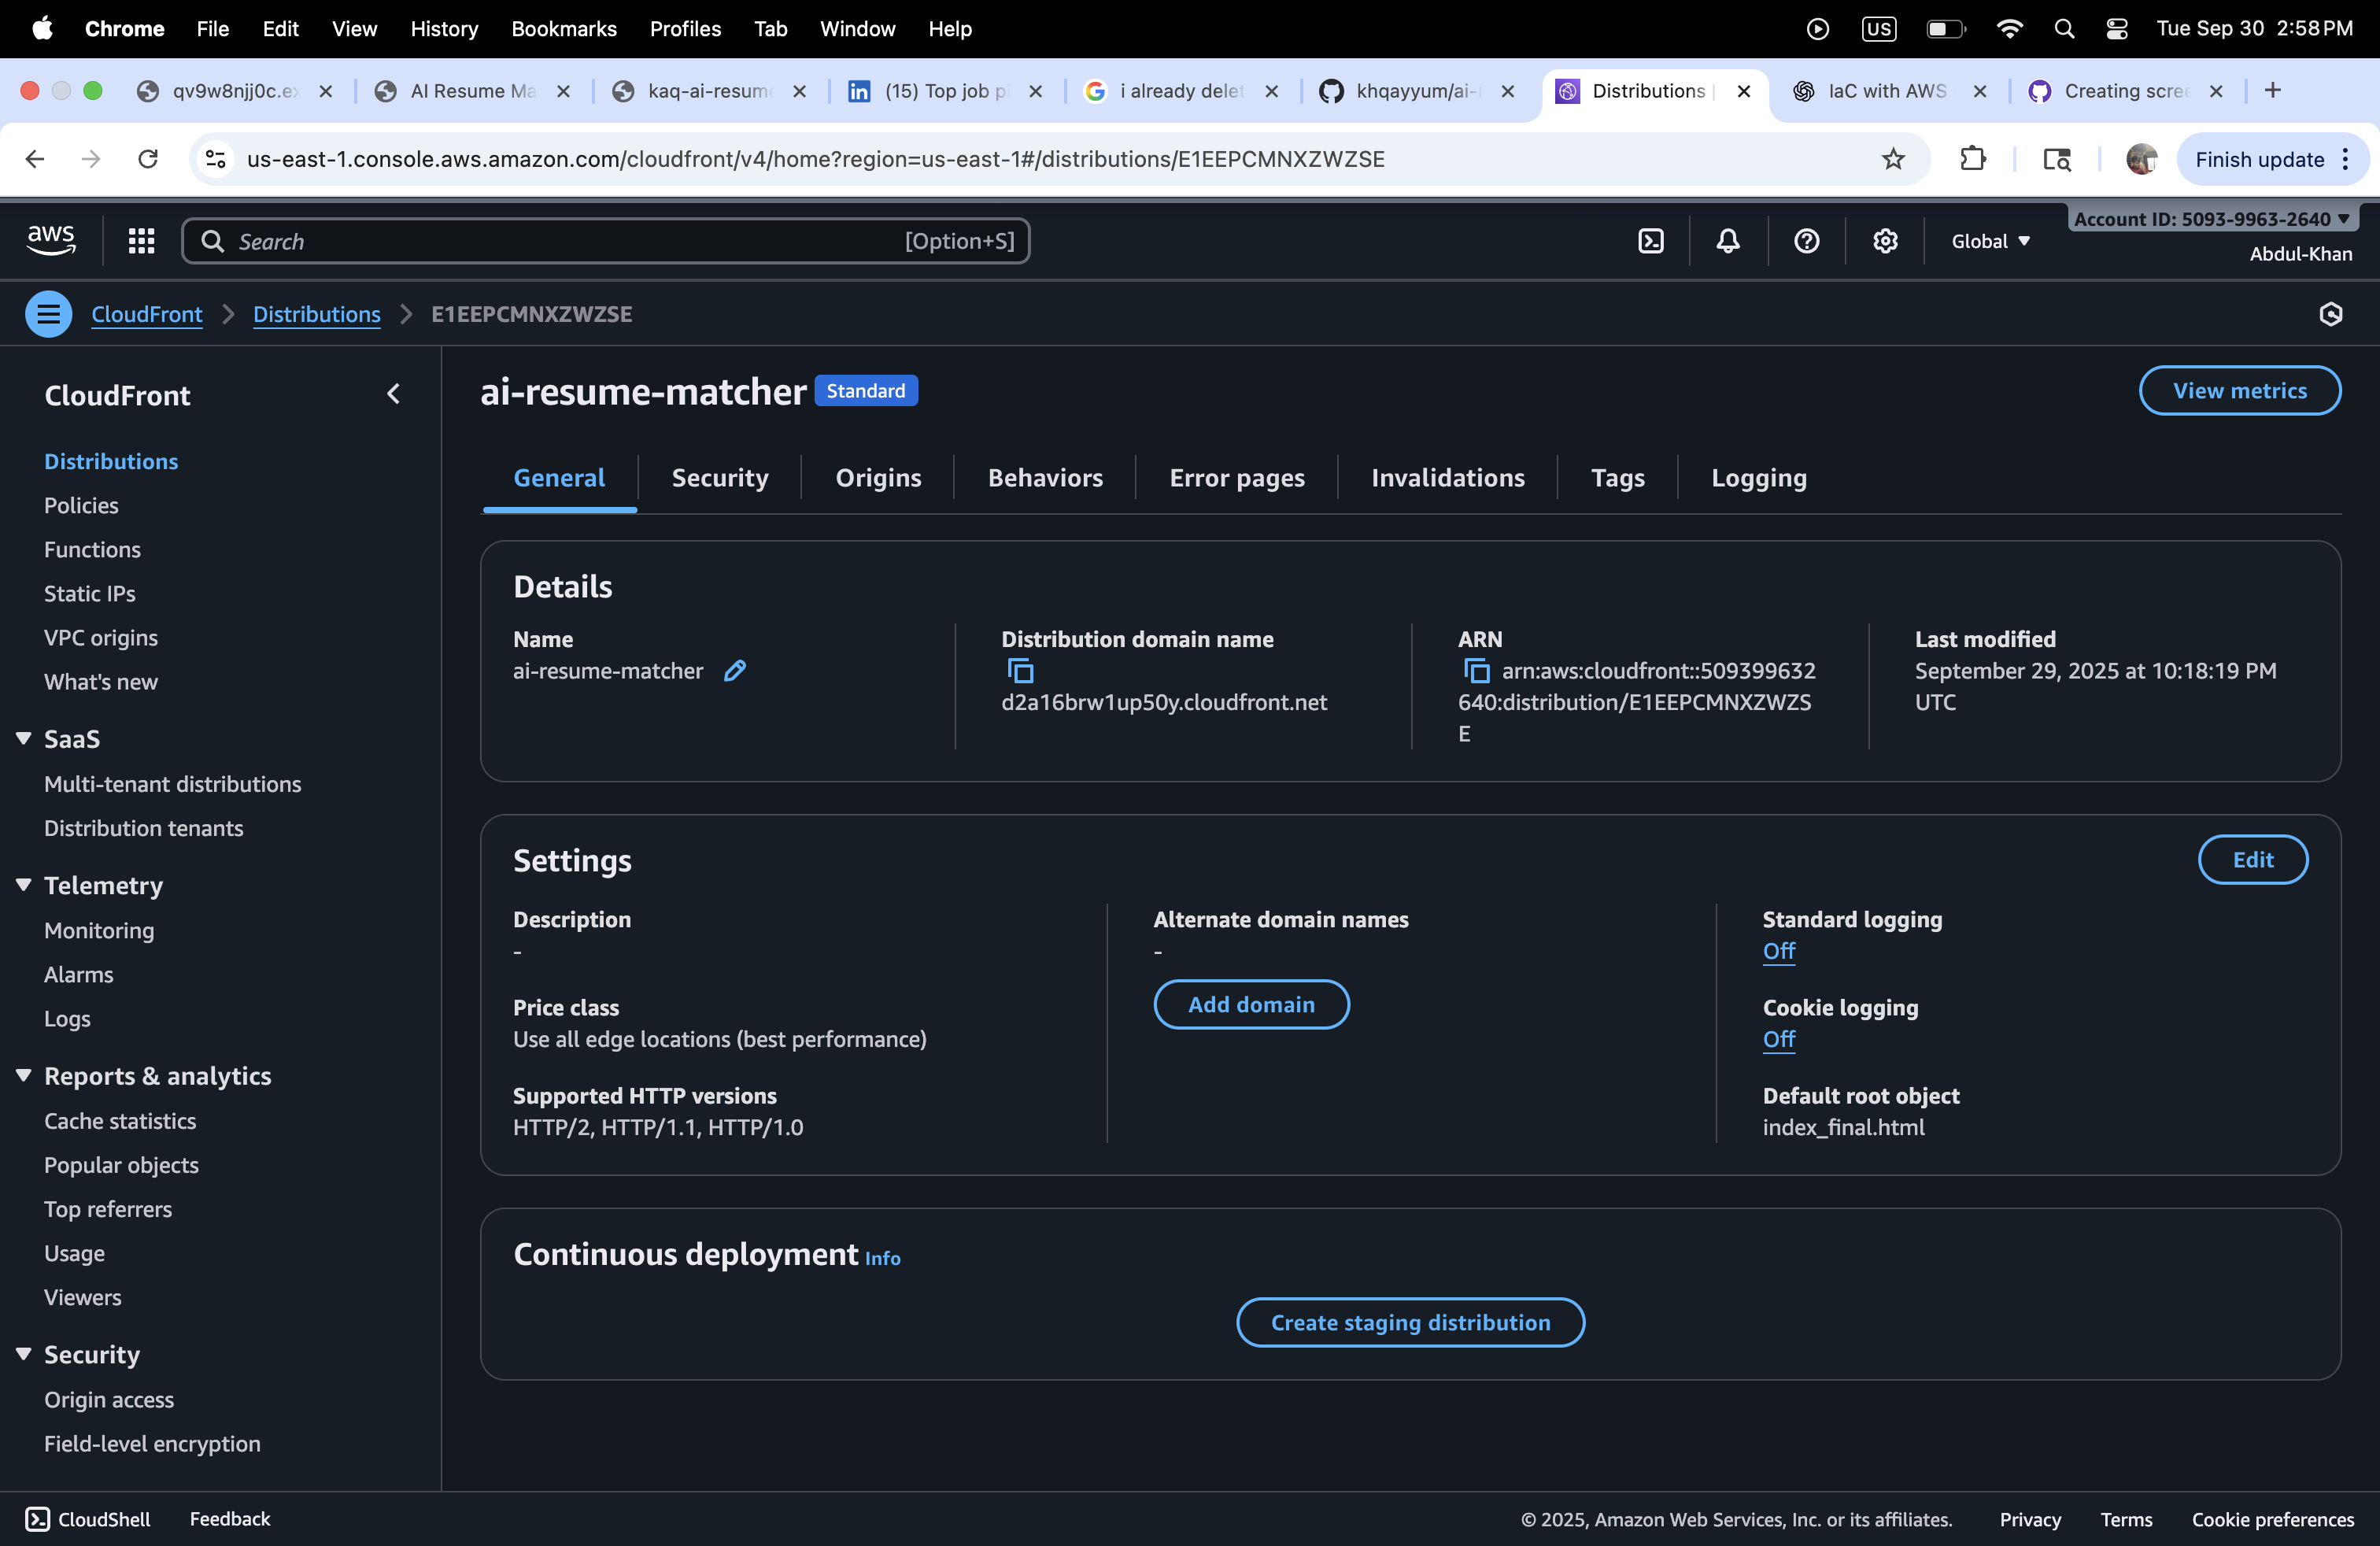 Chrome File Edit View History Bookmarks Profiles Tab Window Help US Tue Sep 30 2:58 PM
qv9w8njj0c.ex AI Resume Ma kaq-ai-resum (15) Top job p i already delet khqayyum/ai- Distributions | IaC with AWS Creating scre
us-east-1.console.aws.amazon.com/cloudfront/v4/home?region=us-east-1#/distributions/E1EEPCMNXZWZSE Finish update
aws Search [Option+S] Global Account ID: 5093-9963-2640
Abdul-Khan
CloudFront Distributions E1EEPCMNXZWZSE
CloudFront
Distributions
Policies
Functions
Static IPs
VPC origins
What's new
SaaS
Multi-tenant distributions
Distribution tenants
Telemetry
Monitoring
Alarms
Logs
Reports & analytics
Cache statistics
Popular objects
Top referrers
Usage
Viewers
Security
Origin access
Field-level encryption
ai-resume-matcher Standard View metrics
General Security Origins Behaviors Error pages Invalidations Tags Logging
Details
Name
ai-resume-matcher
Distribution domain name
d2a16brw1up50y.cloudfront.net
ARN
arn:aws:cloudfront::509399632
640:distribution/E1EEPCMNXZWZS
E
Last modified
September 29, 2025 at 10:18:19 PM
UTC
Settings Edit
Description
-
Price class
Use all edge locations (best performance)
Supported HTTP versions
HTTP/2, HTTP/1.1, HTTP/1.0
Alternate domain names
-
Add domain
Standard logging
Off
Cookie logging
Off
Default root object
index_final.html
Continuous deployment Info
Create staging distribution
CloudShell Feedback © 2025, Amazon Web Services, Inc. or its affiliates. Privacy Terms Cookie preferences